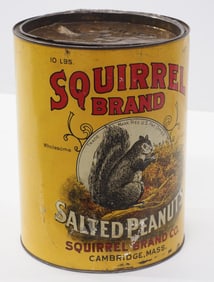 10 LBS.
SQUIRREL
BRAND
Wholesome
SALTED PEANUTS
SQUIRREL BRAND CO.
CAMBRIDGE, MASS.